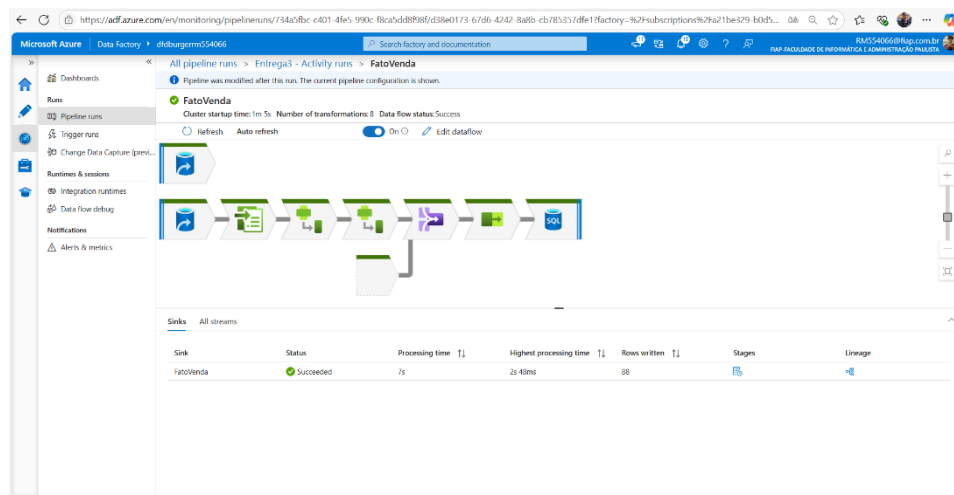 https://adf.azure.com/en/monitoring/pipelineruns/734a5fbc-c401-4fe5-990c-f8ca5dd8f98f/d38e0173-67d6-4242-8a8b-cb785357dfe1?factory=%2Fsubscriptions%2Fa21be329-b0d5...
Microsoft Azure | Data Factory ▸ dfdburgerrm554066
Search factory and documentation
RM554066@fiap.com.br
FIAP-FACULDADE DE INFORMÁTICA E ADMINISTRAÇÃO PAULISTA
Dashboards
Runs
Pipeline runs
Trigger runs
Change Data Capture (previ...
Runtimes & sessions
Integration runtimes
Data flow debug
Notifications
Alerts & metrics
All pipeline runs > Entrega3 - Activity runs > FatoVenda
Pipeline was modified after this run. The current pipeline configuration is shown.
FatoVenda
Cluster startup time: 1m 5s Number of transformations: 8 Data flow status: Success
Refresh Auto refresh On Edit dataflow
SQL
Sinks All streams
Sink Status Processing time Highest processing time Rows written Stages Lineage
FatoVenda Succeeded 7s 2s 48ms 88